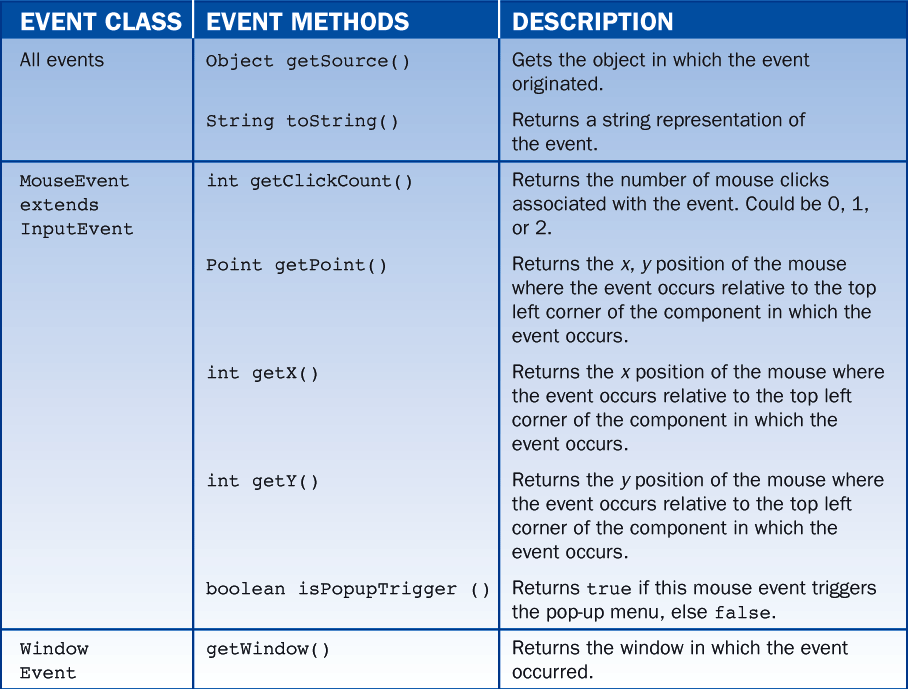 EVENT CLASS EVENT METHODS DESCRIPTION
All events Object getSource() Gets the object in which the event
originated.
String toString() Returns a string representation of
the event.
MouseEvent int getClickCount() Returns the number of mouse clicks
extends associated with the event. Could be 0, 1,
InputEvent or 2.
Point getPoint() Returns the x, y position of the mouse
where the event occurs relative to the top
left corner of the component in which the
event occurs.
int getX() Returns the x position of the mouse where
the event occurs relative to the top left
corner of the component in which the
event occurs.
int getY() Returns the y position of the mouse where
the event occurs relative to the top left
corner of the component in which the
event occurs.
boolean isPopupTrigger () Returns true if this mouse event triggers
the pop-up menu, else false.
Window getWindow() Returns the window in which the event
Event occurred.